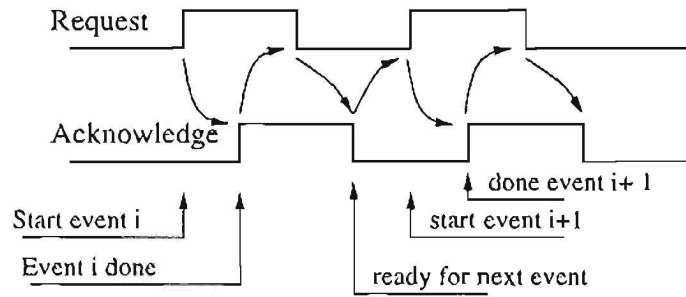 Request
Acknowledge
done event i+ 1
Start event i
start event i+1
Event i done
ready for next event